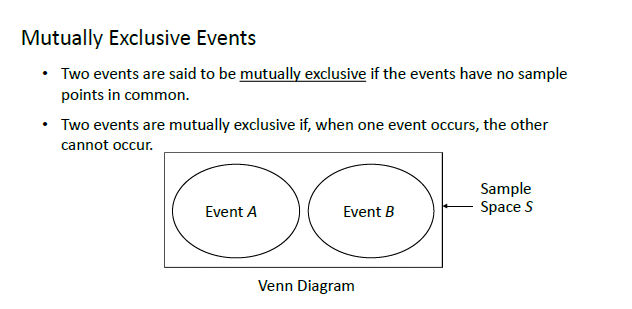 Mutually Exclusive Events
• Two events are said to be mutually exclusive if the events have no sample
points in common.
• Two events are mutually exclusive if, when one event occurs, the other
cannot occur.
Event A
Event B
Sample
Space S
Venn Diagram